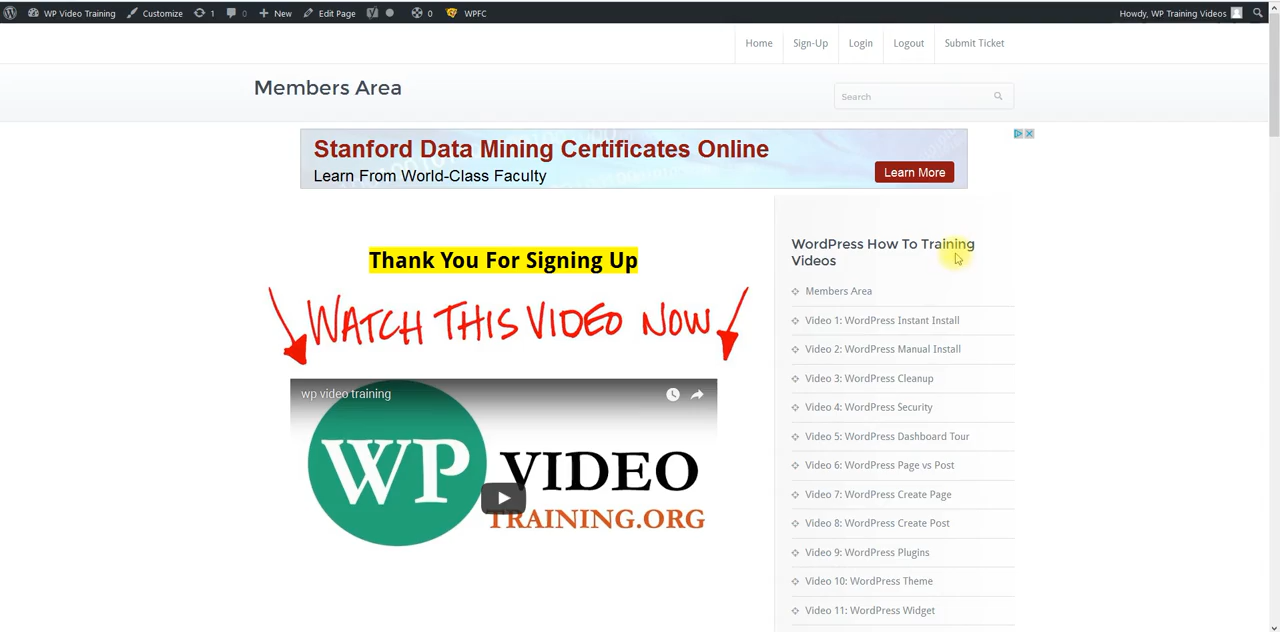 WP Video Training
Customize
1
0
New
Edit Page
0
WPFC
Howdy, WP Training Videos
Home
Sign-Up
Login
Logout
Submit Ticket
Members Area
Search
Stanford Data Mining Certificates Online
Learn From World-Class Faculty
Learn More
Thank You For Signing Up
WATCH THIS VIDEO NOW
wp video training
WP VIDEO
TRAINING.ORG
WordPress How To Training
Videos
Members Area
Video 1: WordPress Instant Install
Video 2: WordPress Manual Install
Video 3: WordPress Cleanup
Video 4: WordPress Security
Video 5: WordPress Dashboard Tour
Video 6: WordPress Page vs Post
Video 7: WordPress Create Page
Video 8: WordPress Create Post
Video 9: WordPress Plugins
Video 10: WordPress Theme
Video 11: WordPress Widget